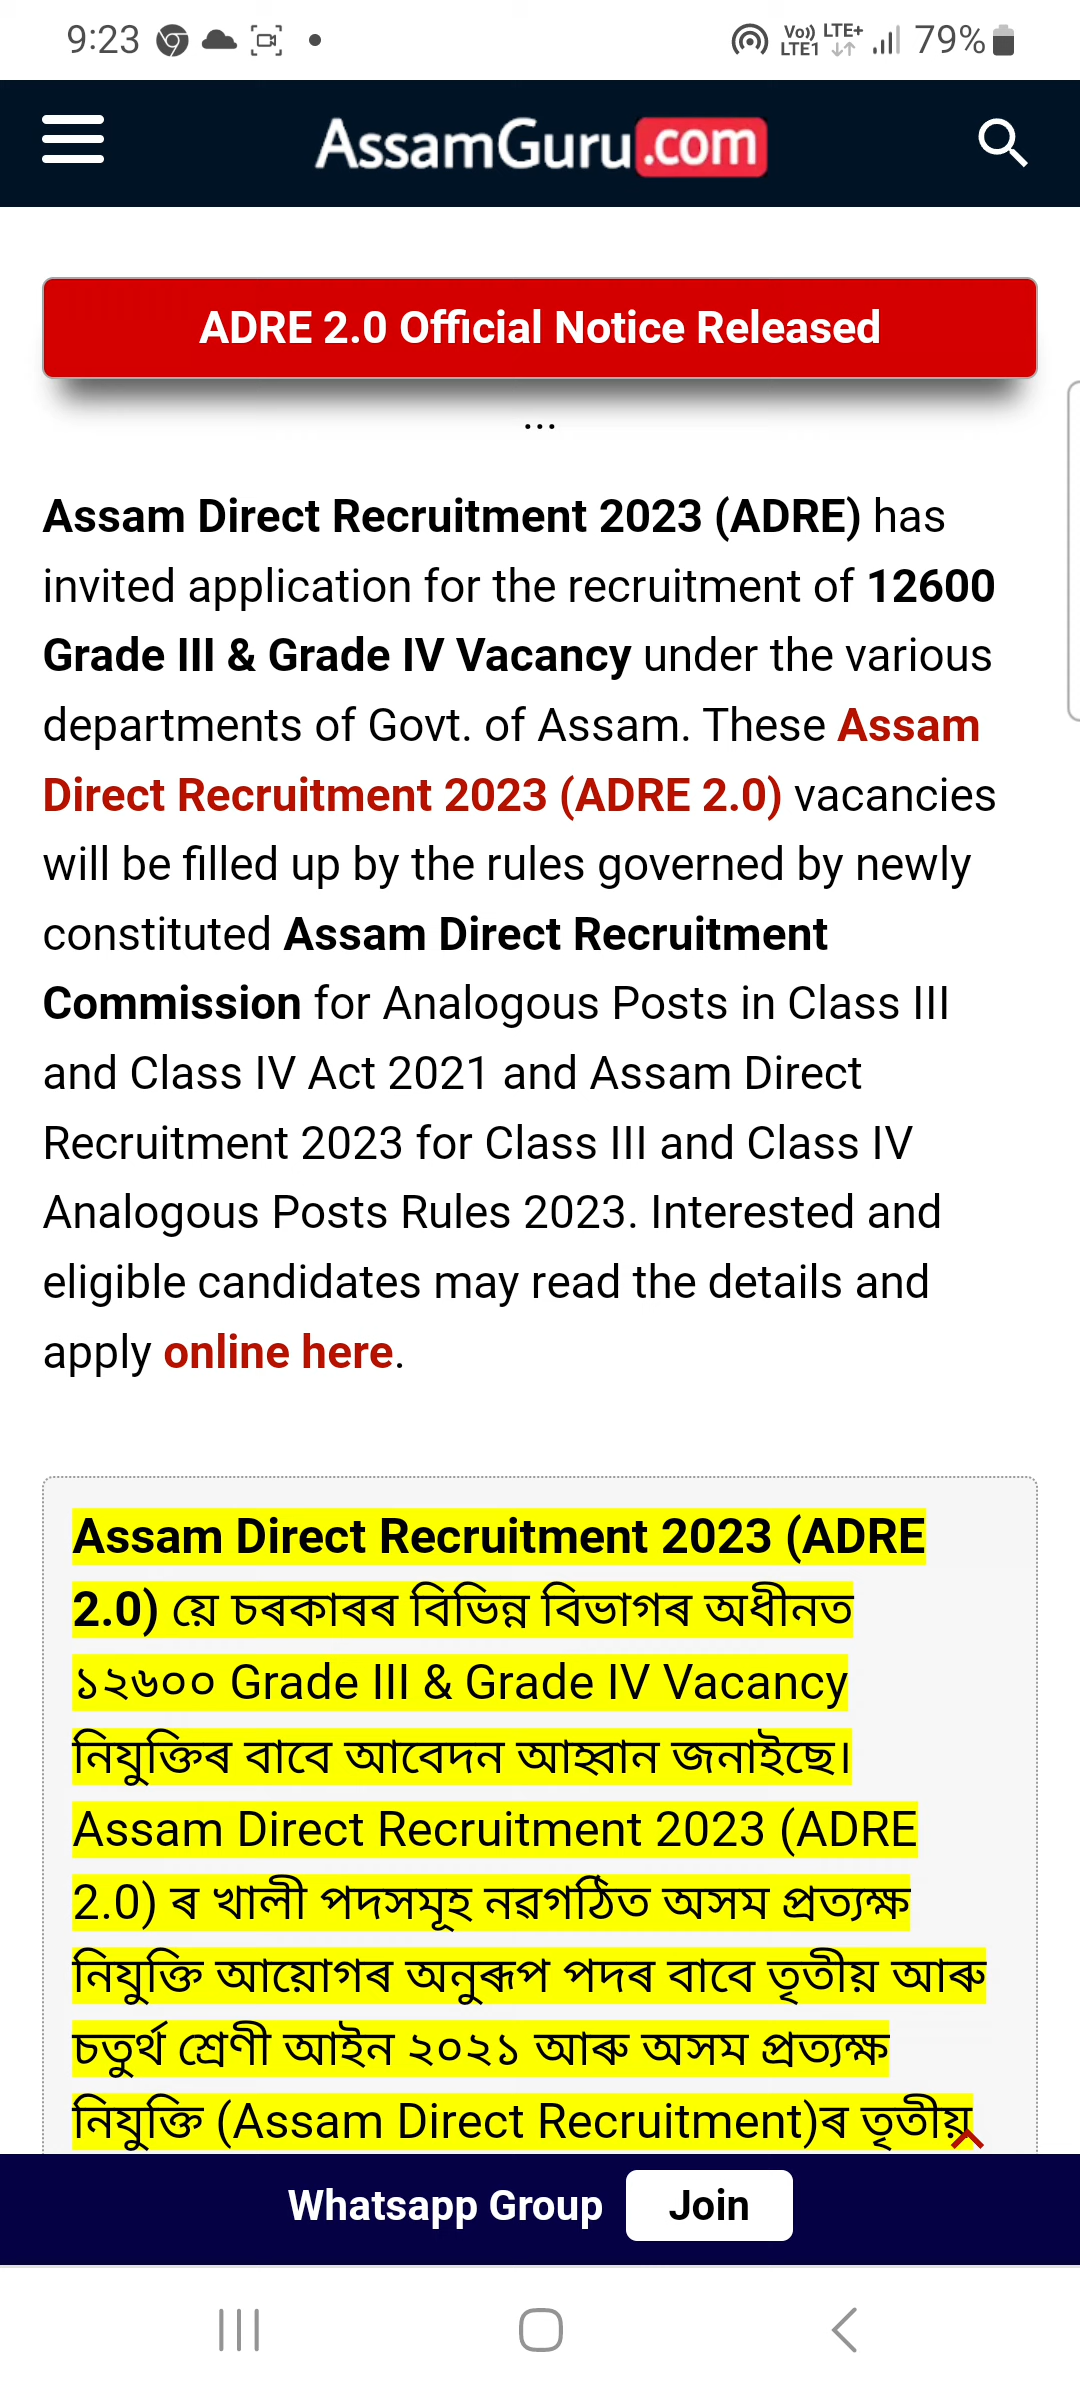 9:23
Vo)) LTE1 LTE+ 79%
AssamGuru.com
ADRE 2.0 Official Notice Released
...
Assam Direct Recruitment 2023 (ADRE) has
invited application for the recruitment of 12600
Grade III & Grade IV Vacancy under the various
departments of Govt. of Assam. These Assam
Direct Recruitment 2023 (ADRE 2.0) vacancies
will be filled up by the rules governed by newly
constituted Assam Direct Recruitment
Commission for Analogous Posts in Class III
and Class IV Act 2021 and Assam Direct
Recruitment 2023 for Class III and Class IV
Analogous Posts Rules 2023. Interested and
eligible candidates may read the details and
apply online here.
Assam Direct Recruitment 2023 (ADRE
2.0) য়ে চৰকাৰৰ বিভিন্ন বিভাগৰ অধীনত
১২৬০০ Grade III & Grade IV Vacancy
নিযুক্তিৰ বাবে আবেদন আহ্বান জনাইছে।
Assam Direct Recruitment 2023 (ADRE
2.0) ৰ খালী পদসমূহ নৱগঠিত অসম প্ৰত্যক্ষ
নিযুক্তি আয়োগৰ অনুৰূপ পদৰ বাবে তৃতীয় আৰু
চতুৰ্থ শ্ৰেণী আইন ২০২১ আৰু অসম প্ৰত্যক্ষ
নিযুক্তি (Assam Direct Recruitment)ৰ তৃতীয়
Whatsapp Group Join